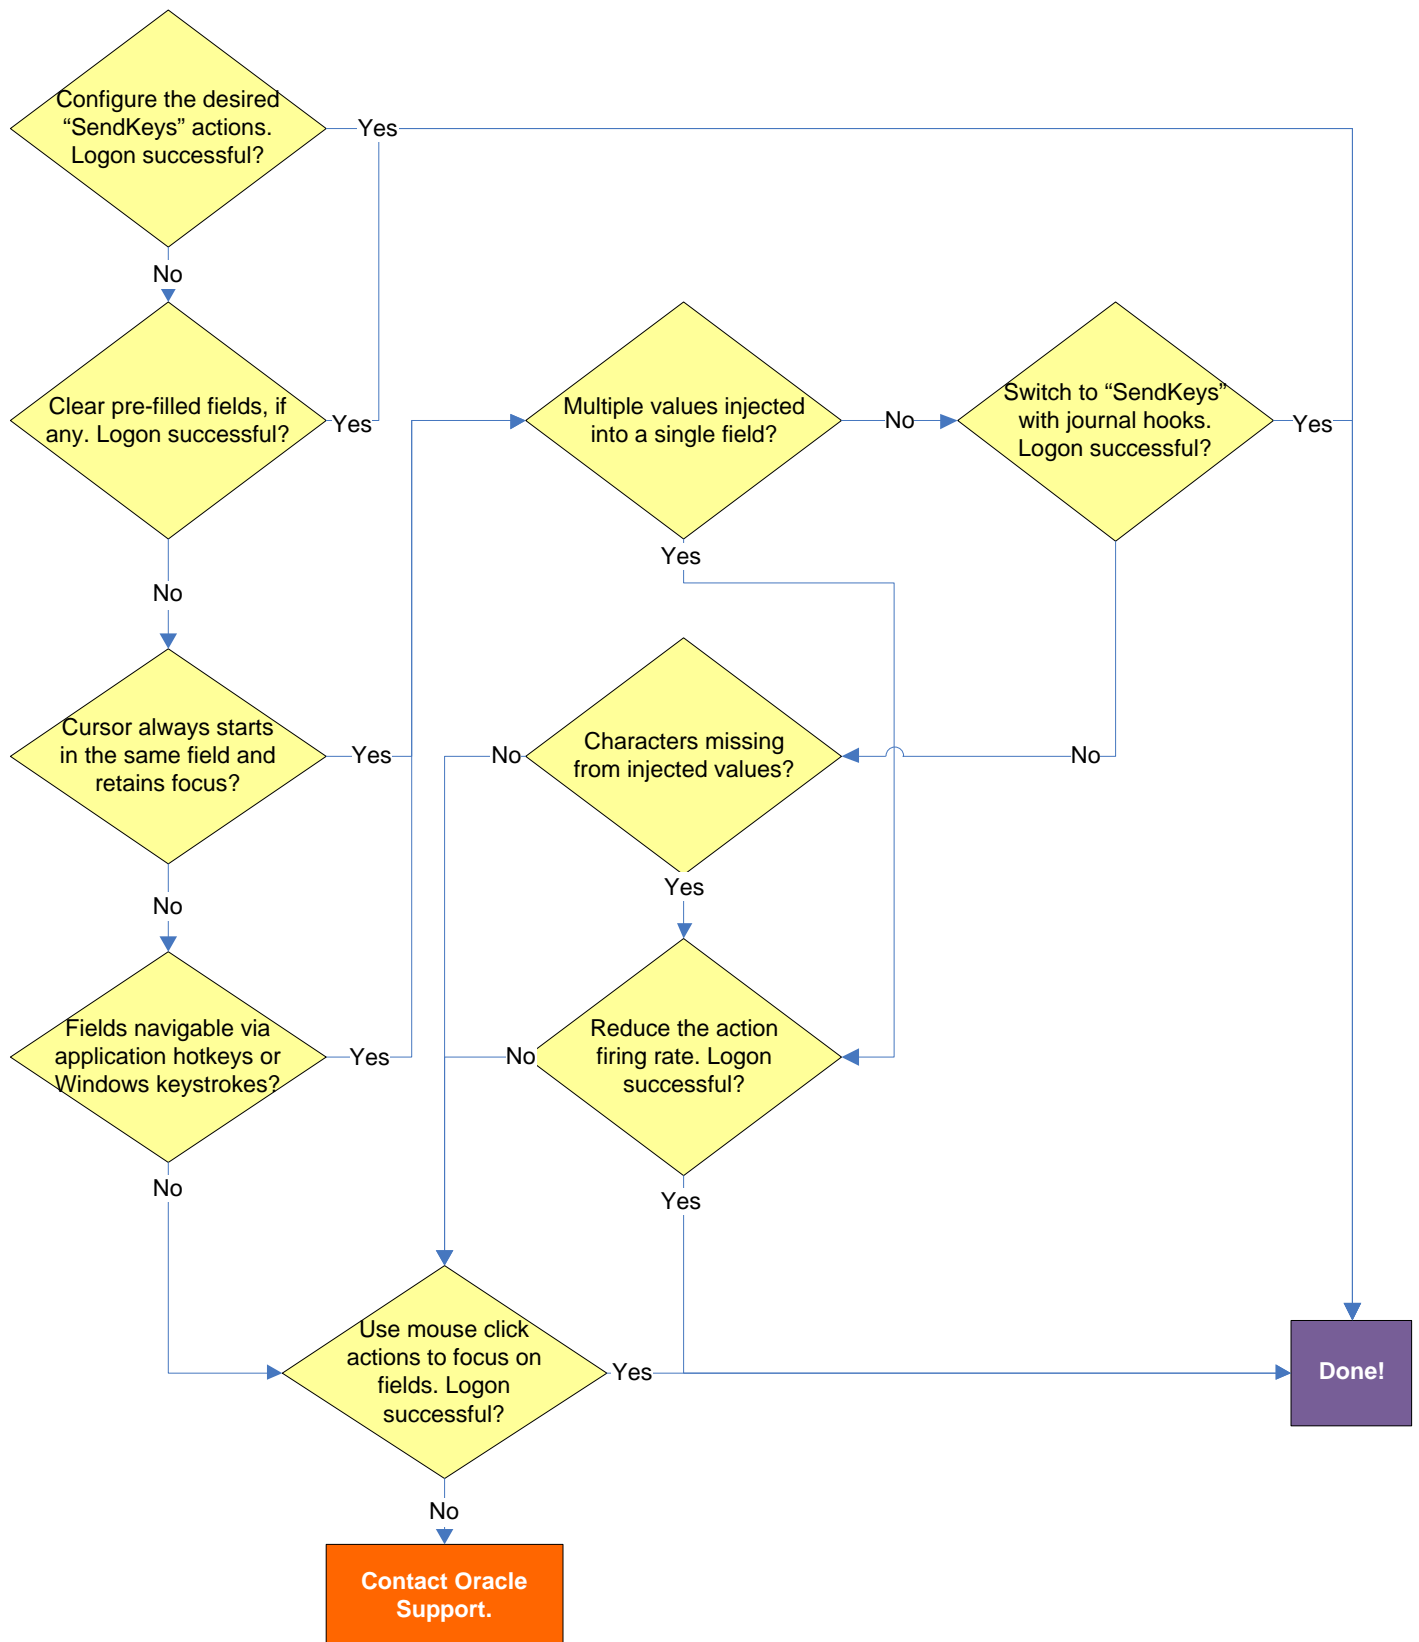 Configure the desired
“SendKeys” actions.
Logon successful?
Yes
No
Clear pre-filled fields, if
any. Logon successful?
Yes
Multiple values injected
into a single field?
No
Switch to “SendKeys”
with journal hooks.
Logon successful?
Yes
Yes
No
Cursor always starts
in the same field and
retains focus?
Yes
No
Characters missing
from injected values?
No
Yes
No
Fields navigable via
application hotkeys or
Windows keystrokes?
Yes
No
Reduce the action
firing rate. Logon
successful?
No
Yes
Use mouse click
actions to focus on
fields. Logon
successful?
Yes
Done!
No
Contact Oracle
Support.